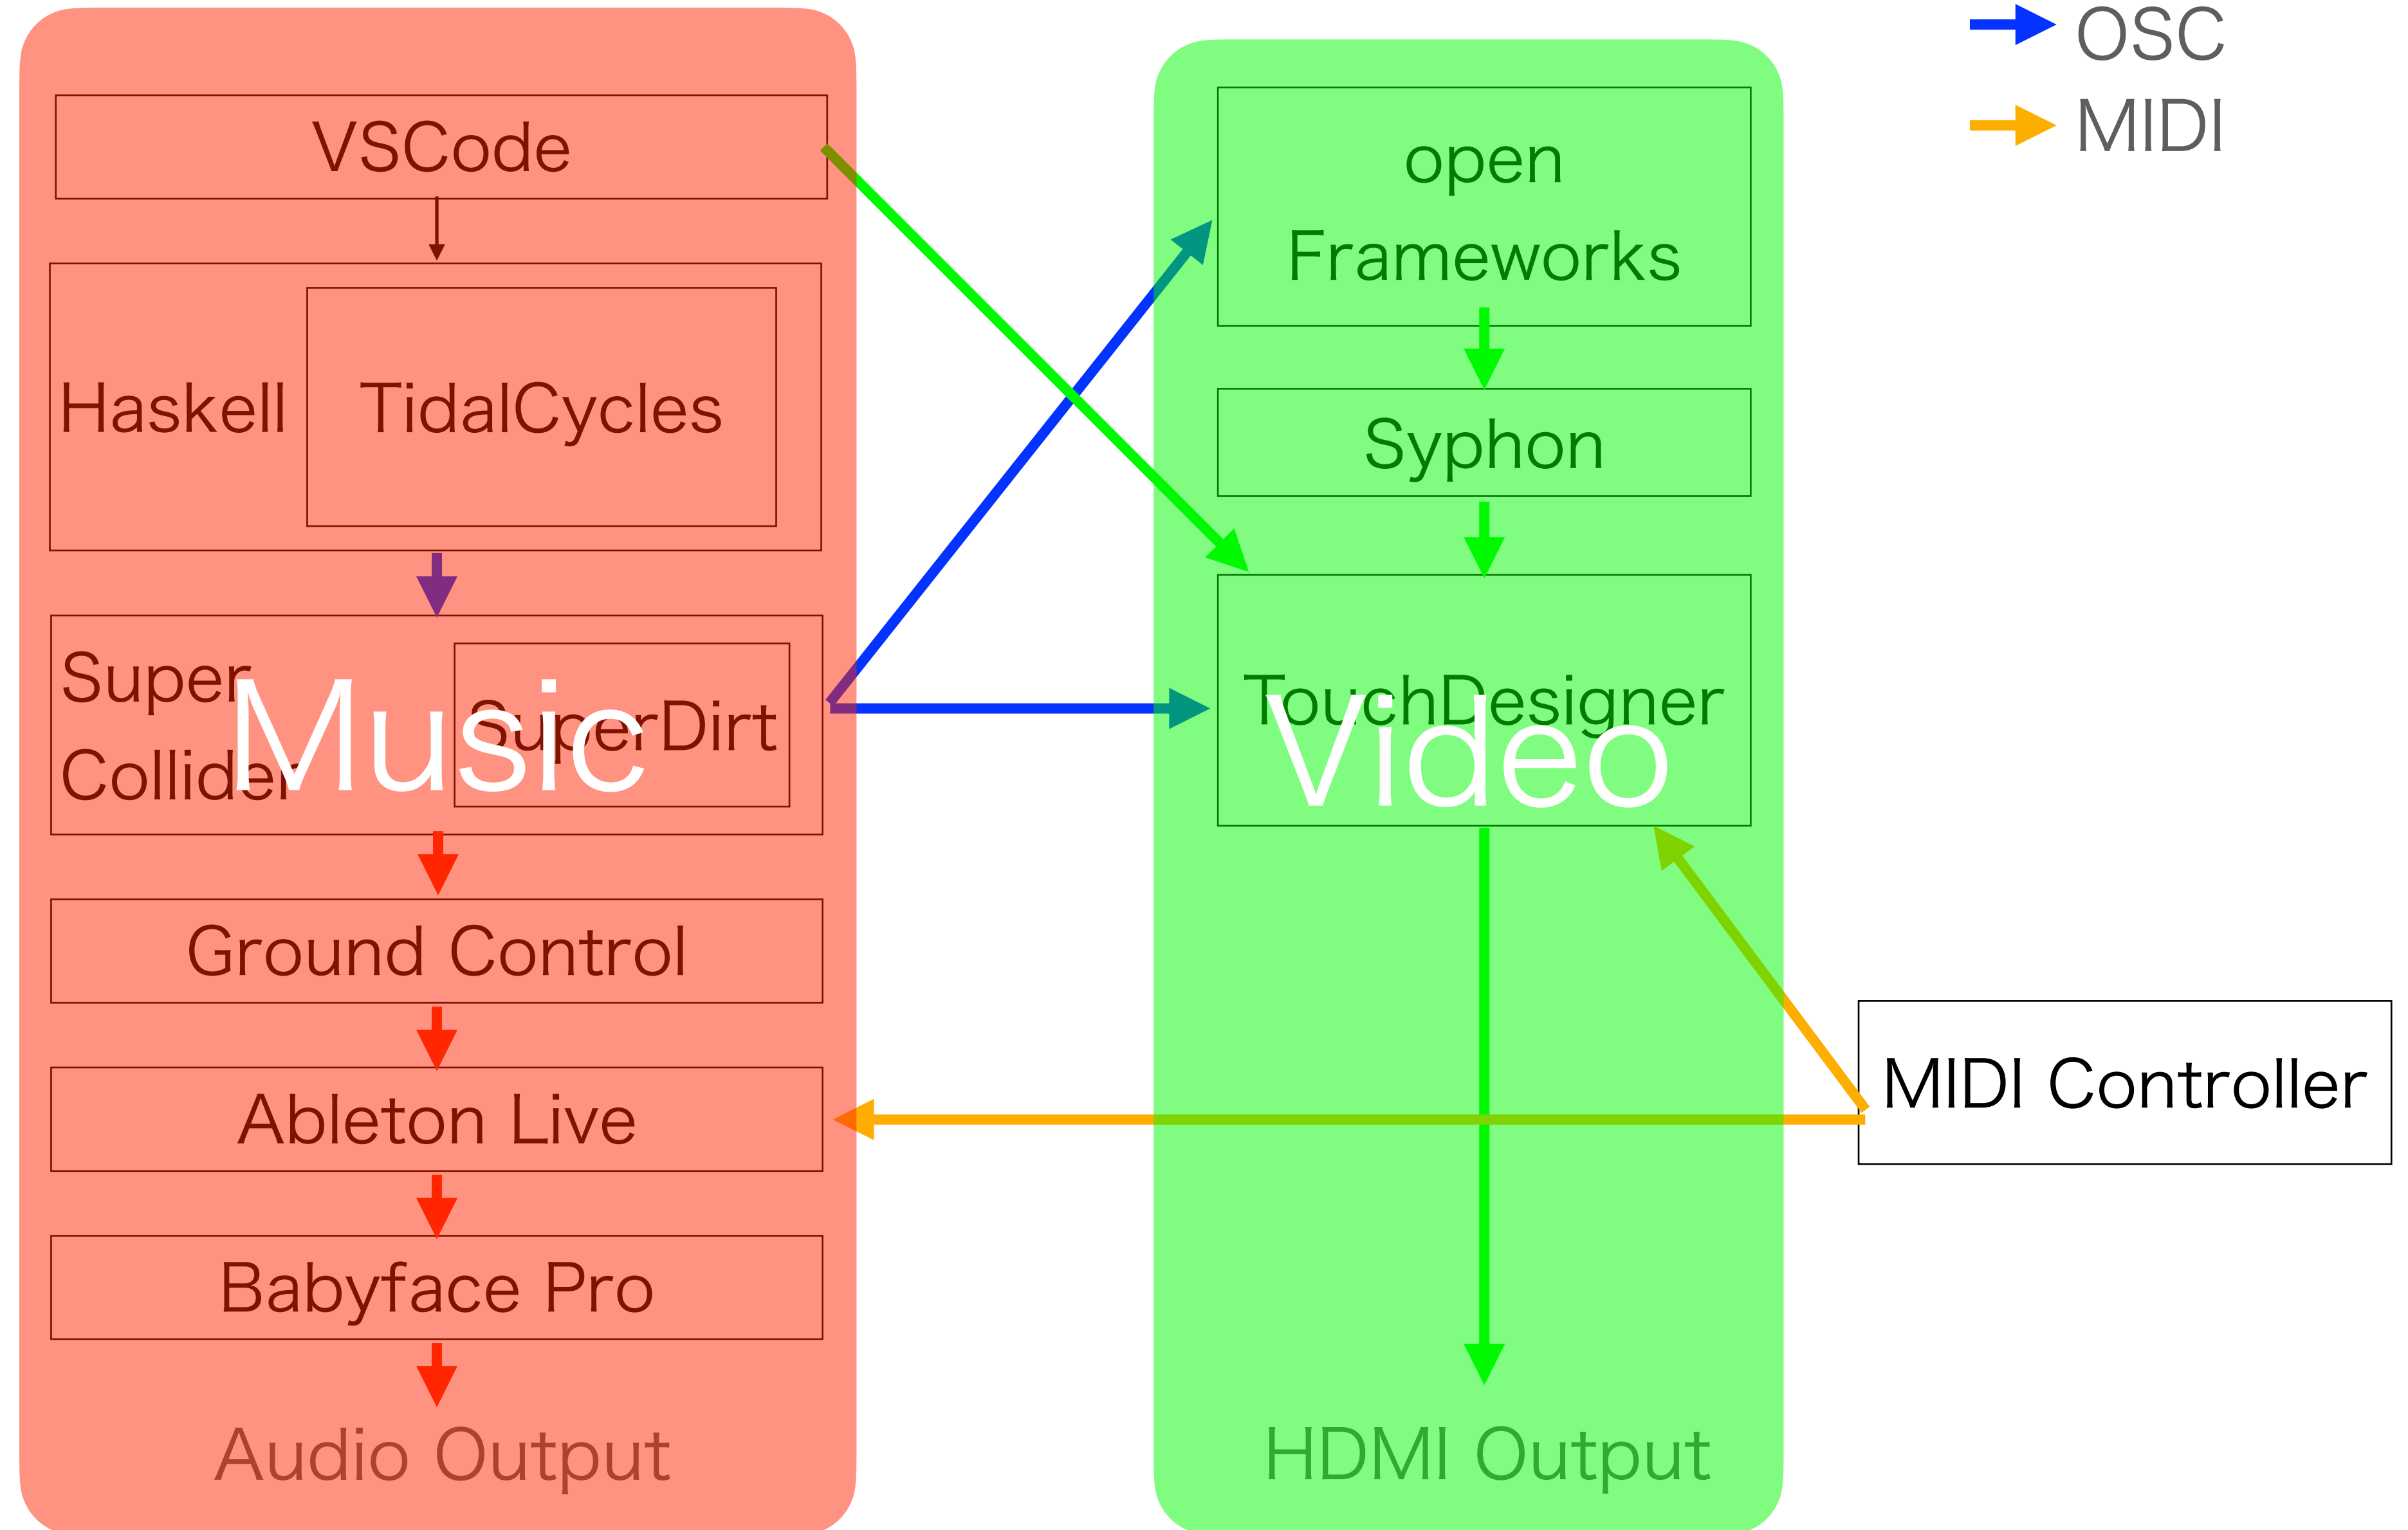 VSCode
Haskell
TidalCycles
Super
Collider
SuperDirt
Music
Ground Control
Ableton Live
Babyface Pro
Audio Output
open
Frameworks
Syphon
TouchDesigner
Video
HDMI Output
OSC
MIDI
MIDI Controller